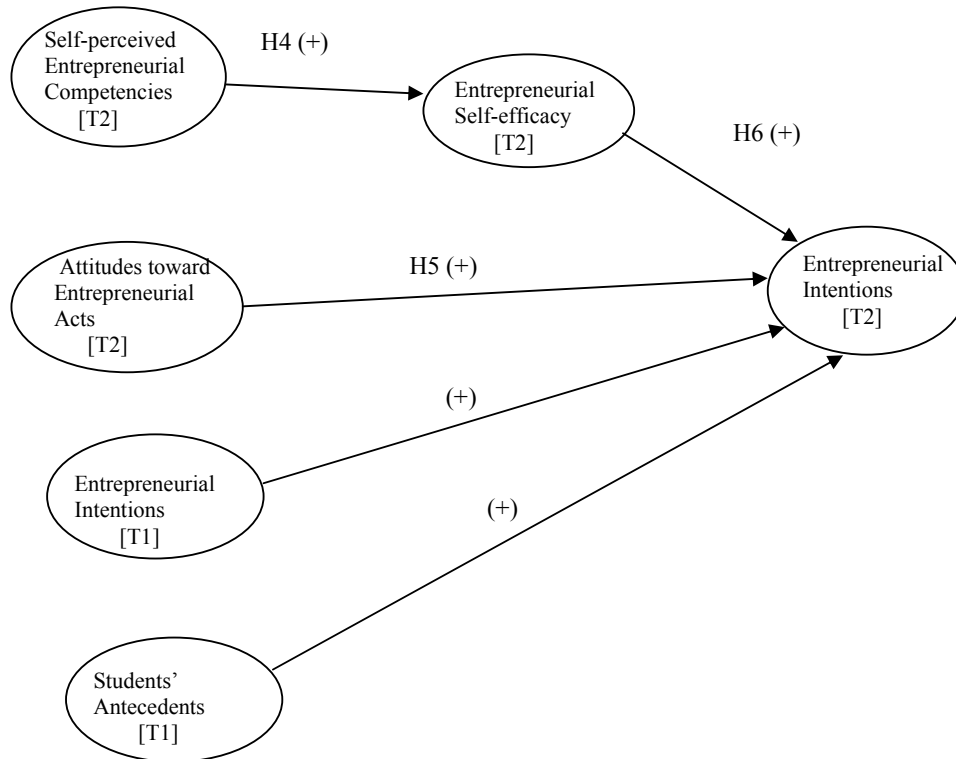 Self-perceived
Entrepreneurial
Competencies
[T2]
H4 (+)
Entrepreneurial
Self-efficacy
[T2]
H6 (+)
Attitudes toward
Entrepreneurial
Acts
[T2]
H5 (+)
Entrepreneurial
Intentions
[T2]
(+)
Entrepreneurial
Intentions
[T1]
(+)
Students’
Antecedents
[T1]